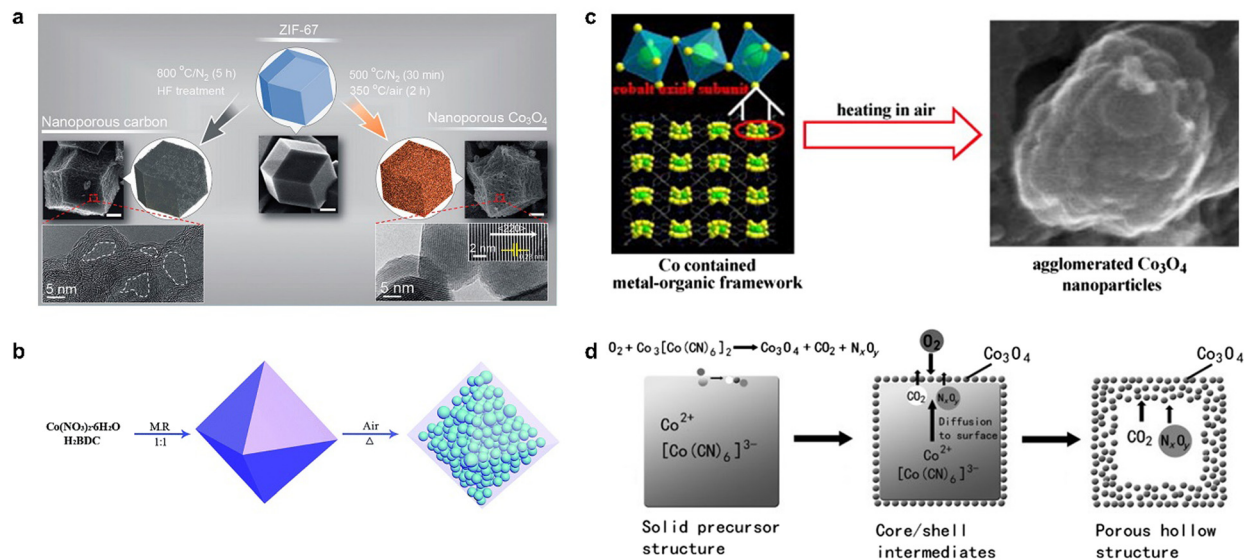 a
ZIF-67
800 °C/N2 (5 h)
HF treatment
500 °C/N2 (30 min)
350 °C/air (2 h)
Nanoporous carbon
Nanoporous Co3O4
5 nm
5 nm
2 nm
<220>
b
Co(NO3)2·6H2O
H2BDC
M.R
1:1
Air
△
c
cobalt oxide subunit
Co contained
metal-organic framework
heating in air
agglomerated Co3O4
nanoparticles
d
O2 + Co3[Co(CN)6]2 ⟶ Co3O4 + CO2 + NxOy
Co2+
[Co(CN)6]3-
Solid precursor
structure
O2
Co3O4
CO2
NxOy
Diffusion
to surface
Co2+
[Co(CN)6]3-
Core/shell
intermediates
Co3O4
CO2
NxOy
Porous hollow
structure